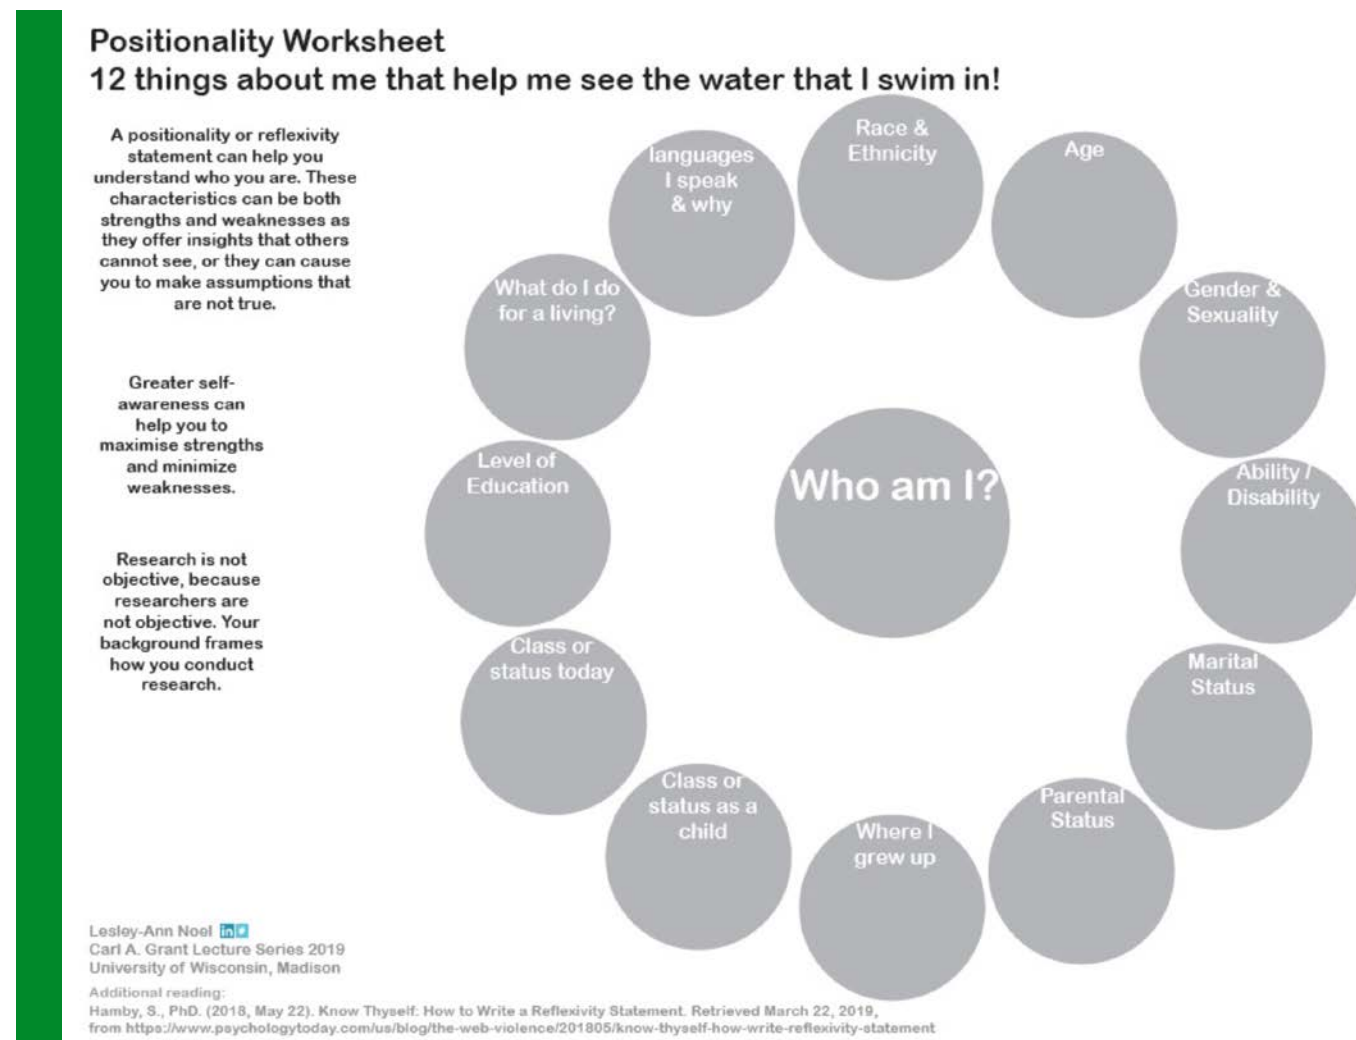 Positionality Worksheet
12 things about me that help me see the water that I swim in!
A positionality or reflexivity
statement can help you
understand who you are. These
characteristics can be both
strengths and weaknesses as
they offer insights that others
cannot see, or they can cause
you to make assumptions that
are not true.
Greater self-
awareness can
help you to
maximise strengths
and minimize
weaknesses.
Research is not
objective, because
researchers are
not objective. Your
background frames
how you conduct
research.
Race &
Ethnicity
Age
Gender &
Sexuality
Ability /
Disability
Marital
Status
Parental
Status
Where I
grew up
Class or
status as a
child
Class or
status today
Level of
Education
What do I do
for a living?
languages
I speak
& why
Who am I?
Lesley-Ann Noel in
Carl A. Grant Lecture Series 2019
University of Wisconsin, Madison
Additional reading:
Hamby, S., PhD. (2018, May 22). Know Thyself: How to Write a Reflexivity Statement. Retrieved March 22, 2019,
from https://www.psychologytoday.com/us/blog/the-web-violence/201805/know-thyself-how-write-reflexivity-statement